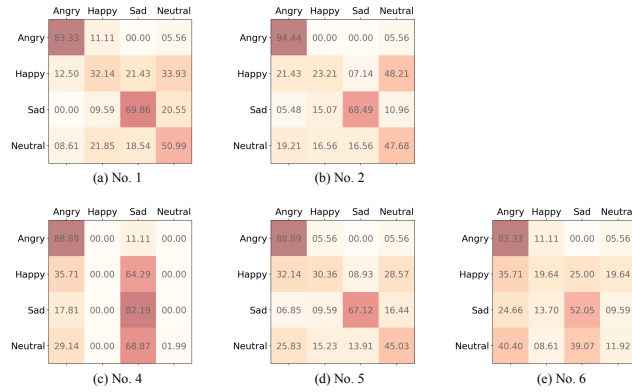 Angry Happy Sad Neutral
Angry 83.33 11.11 00.00 05.56
Happy 12.50 32.14 21.43 33.93
Sad 00.00 09.59 69.86 20.55
Neutral 08.61 21.85 18.54 50.99
(a) No. 1
Angry Happy Sad Neutral
Angry 94.44 00.00 00.00 05.56
Happy 21.43 23.21 07.14 48.21
Sad 05.48 15.07 68.49 10.96
Neutral 19.21 16.56 16.56 47.68
(b) No. 2
Angry Happy Sad Neutral
Angry 88.89 00.00 11.11 00.00
Happy 35.71 00.00 64.29 00.00
Sad 17.81 00.00 82.19 00.00
Neutral 29.14 00.00 68.87 01.99
(c) No. 4
Angry Happy Sad Neutral
Angry 88.89 05.56 00.00 05.56
Happy 32.14 30.36 08.93 28.57
Sad 06.85 09.59 67.12 16.44
Neutral 25.83 15.23 13.91 45.03
(d) No. 5
Angry Happy Sad Neutral
Angry 83.33 11.11 00.00 05.56
Happy 35.71 19.64 25.00 19.64
Sad 24.66 13.70 52.05 09.59
Neutral 40.40 08.61 39.07 11.92
(e) No. 6